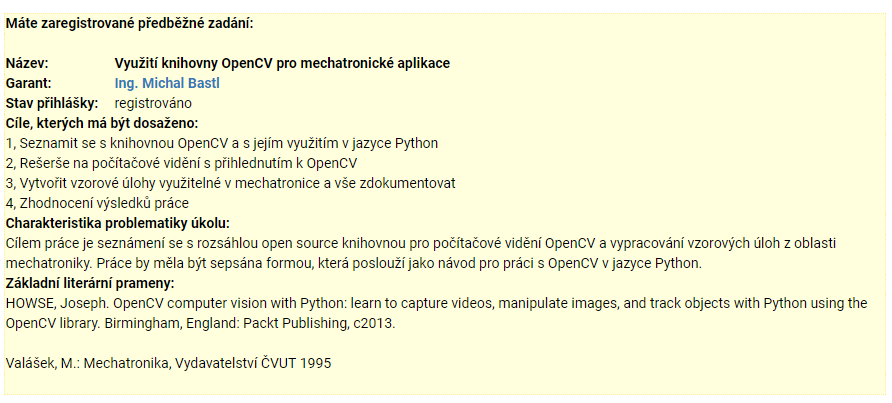 Máte zaregistrované předběžné zadání:
Název: Využití knihovny OpenCV pro mechatronické aplikace
Garant: Ing. Michal Bastl
Stav přihlášky: registrováno
Cíle, kterých má být dosaženo:
1, Seznamit se s knihovnou OpenCV a s jejím využitím v jazyce Python
2, Rešerše na počítačové vidění s přihlednutím k OpenCV
3, Vytvořit vzorové úlohy využitelné v mechatronice a vše zdokumentovat
4, Zhodnocení výsledků práce
Charakteristika problematiky úkolu:
Cílem práce je seznámení se s rozsáhlou open source knihovnou pro počítačové vidění OpenCV a vypracování vzorových úloh z oblasti
mechatroniky. Práce by měla být sepsána formou, která poslouží jako návod pro práci s OpenCV v jazyce Python.
Základní literární prameny:
HOWSE, Joseph. OpenCV computer vision with Python: learn to capture videos, manipulate images, and track objects with Python using the
OpenCV library. Birmingham, England: Packt Publishing, c2013.
Valášek, M.: Mechatronika, Vydavatelství ČVUT 1995